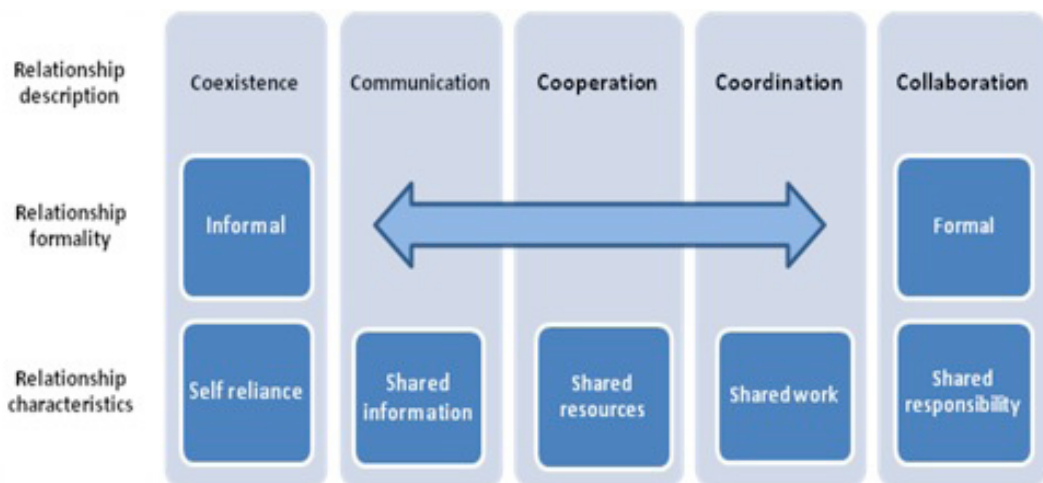 Relationship
description
Coexistence
Communication
Cooperation
Coordination
Collaboration
Relationship
formality
Informal
Formal
Relationship
characteristics
Self reliance
Shared
information
Shared
resources
Shared work
Shared
responsibility